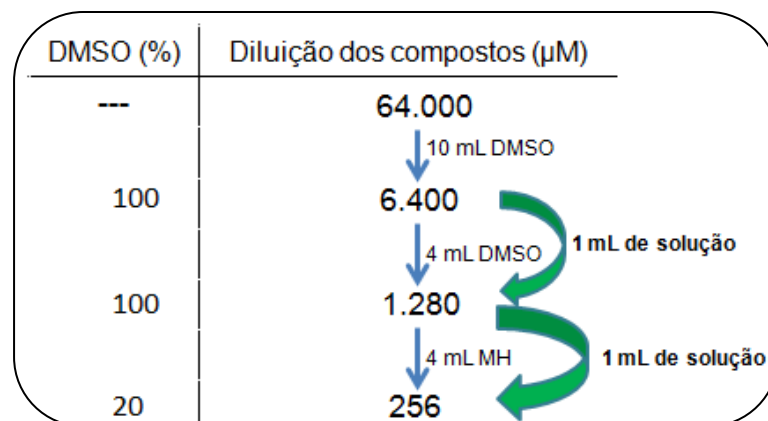 DMSO (%) Diluição dos compostos (µM)
--- 64.000
10 mL DMSO
100 6.400
4 mL DMSO 1 mL de solução
100 1.280
4 mL MH 1 mL de solução
20 256